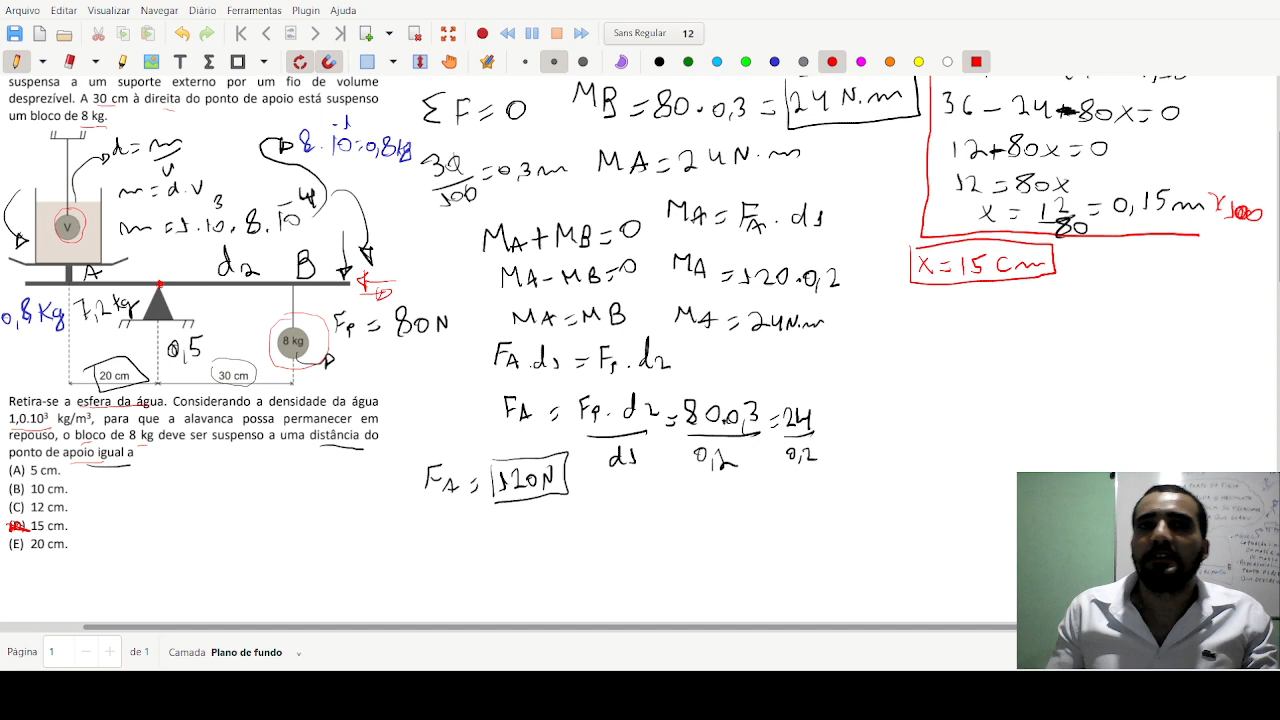 Arquivo Editar Visualizar Navegar Diário Ferramentas Plugin Ajuda
Sans Regular 12
suspensa a um suporte externo por um fio de volume
desprezível. A 30 cm à direita do ponto de apoio está suspenso
um bloco de 8 kg.
d = m
v
m = d.v
V
A
d2
B
0,8 Kg
7,2 kg
0,5
8 kg
Fp = 80 N
20 cm
30 cm
Retira-se a esfera da água. Considerando a densidade da água
1,0.10³ kg/m³, para que a alavanca possa permanecer em
repouso, o bloco de 8 kg deve ser suspenso a uma distância do
ponto de apoio igual a
(A) 5 cm.
(B) 10 cm.
(C) 12 cm.
15 cm.
(E) 20 cm.
ΣF = 0
MB = 80.0,3 = 24 N.m
30/100 = 0,3m
MA = 24 N.m
MA + MB = 0
MA - MB = 0
MA = MB
FA.d1 = Fp.d2
FA = Fp.d2/d1 = 80.0,3/0,2 = 24/0,2
FA = 120N
MA = FA.d1
MA = 120.0,2
MA = 24N.m
36 - 24 + 80x = 0
12 + 80x = 0
12 = 80x
x = 12/80 = 0,15m x100
x = 15 cm
Página 1 de 1 Camada Plano de fundo